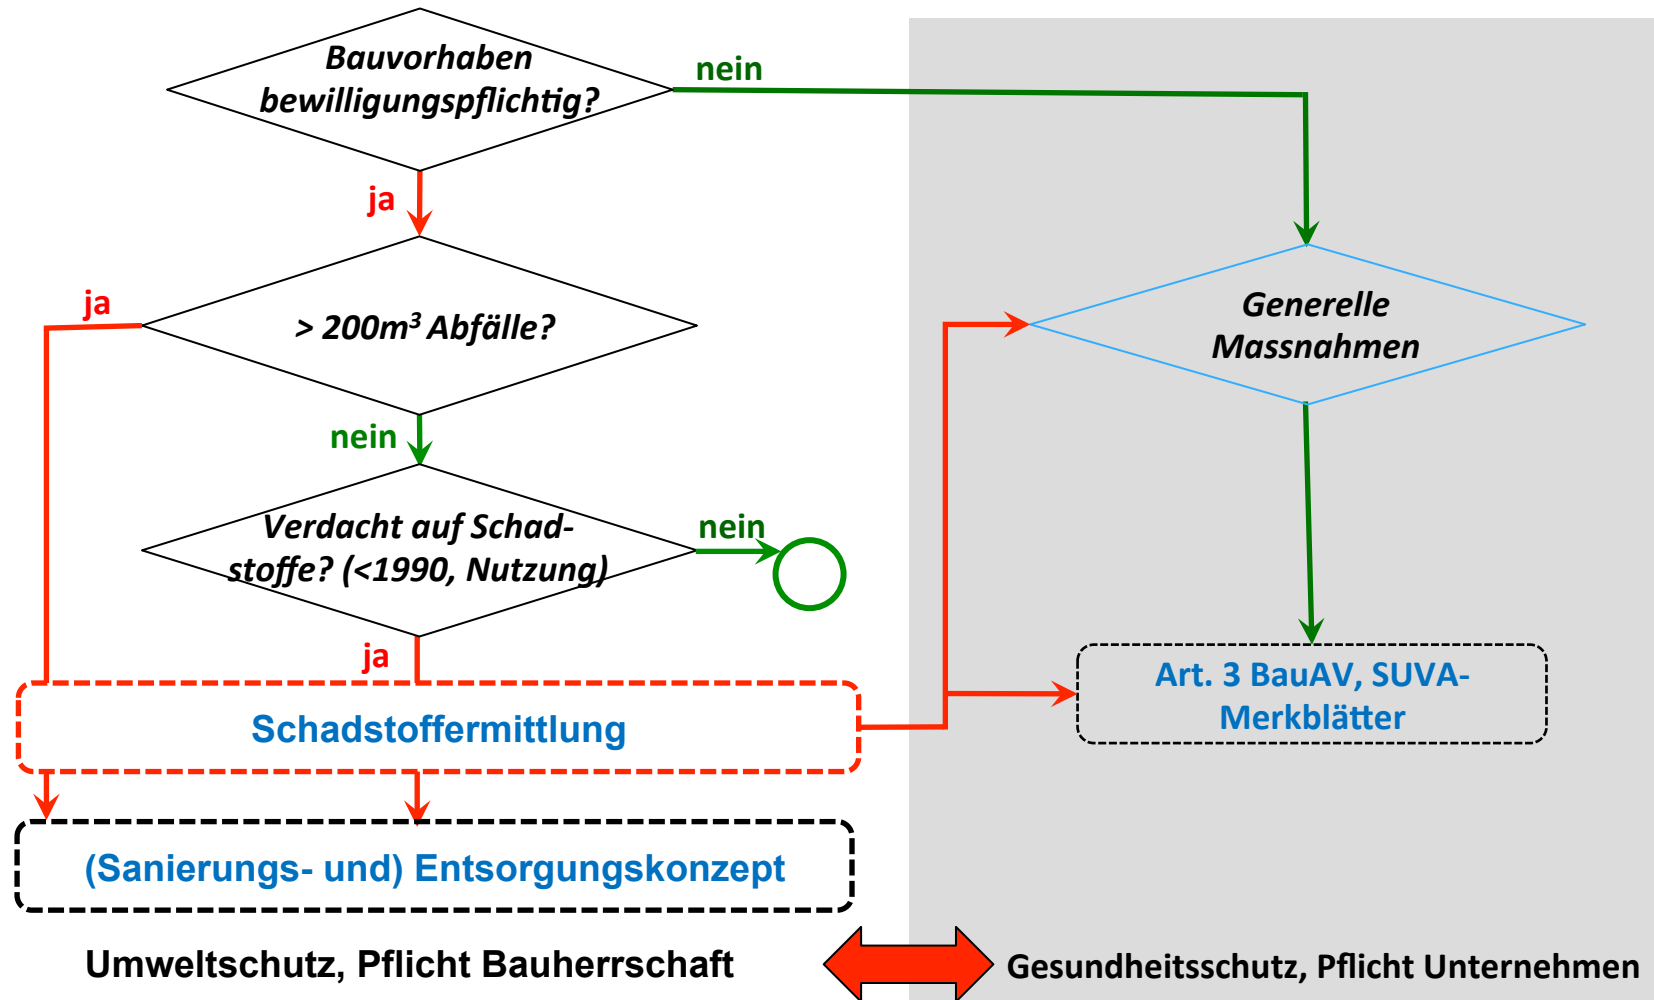 Bauvorhaben
bewilligungspflichtig?
nein
ja
ja
> 200m³ Abfälle?
Generelle
Massnahmen
nein
Verdacht auf Schad-
stoffe? (<1990, Nutzung)
nein
ja
Schadstoffermittlung
Art. 3 BauAV, SUVA-
Merkblätter
(Sanierungs- und) Entsorgungskonzept
Umweltschutz, Pflicht Bauherrschaft
Gesundheitsschutz, Pflicht Unternehmen